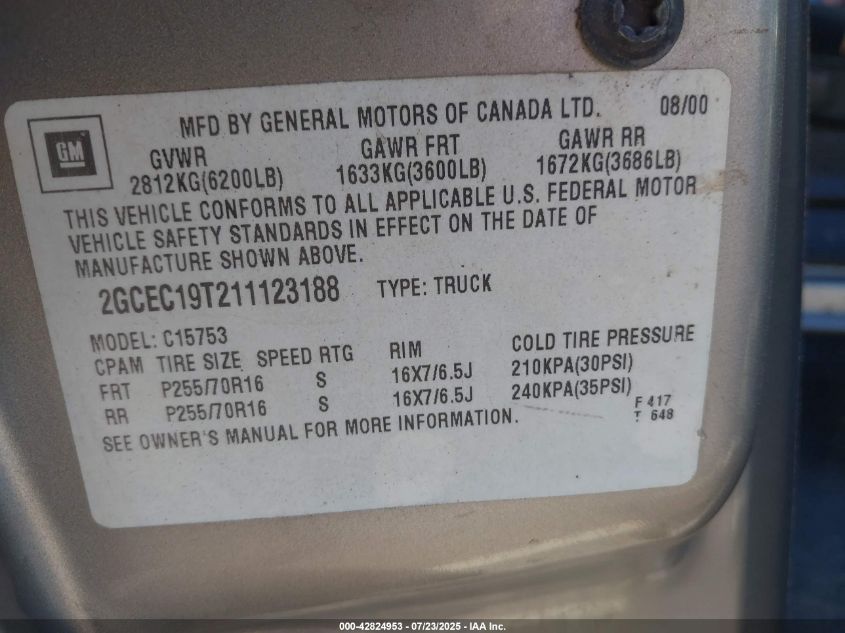 MFD BY GENERAL MOTORS OF CANADA LTD. 08/00
GM
GVWR GAWR FRT GAWR RR
2812KG(6200LB) 1633KG(3600LB) 1672KG(3686LB)
THIS VEHICLE CONFORMS TO ALL APPLICABLE U.S. FEDERAL MOTOR
VEHICLE SAFETY STANDARDS IN EFFECT ON THE DATE OF
MANUFACTURE SHOWN ABOVE.
2GCEC19T211123188 TYPE: TRUCK
MODEL: C15753
CPAM TIRE SIZE SPEED RTG RIM COLD TIRE PRESSURE
FRT P255/70R16 S 16X7/6.5J 210KPA(30PSI)
RR P255/70R16 S 16X7/6.5J 240KPA(35PSI)
SEE OWNER'S MANUAL FOR MORE INFORMATION.
F 417
T 648
000-42824953 - 07/23/2025 - IAA Inc.